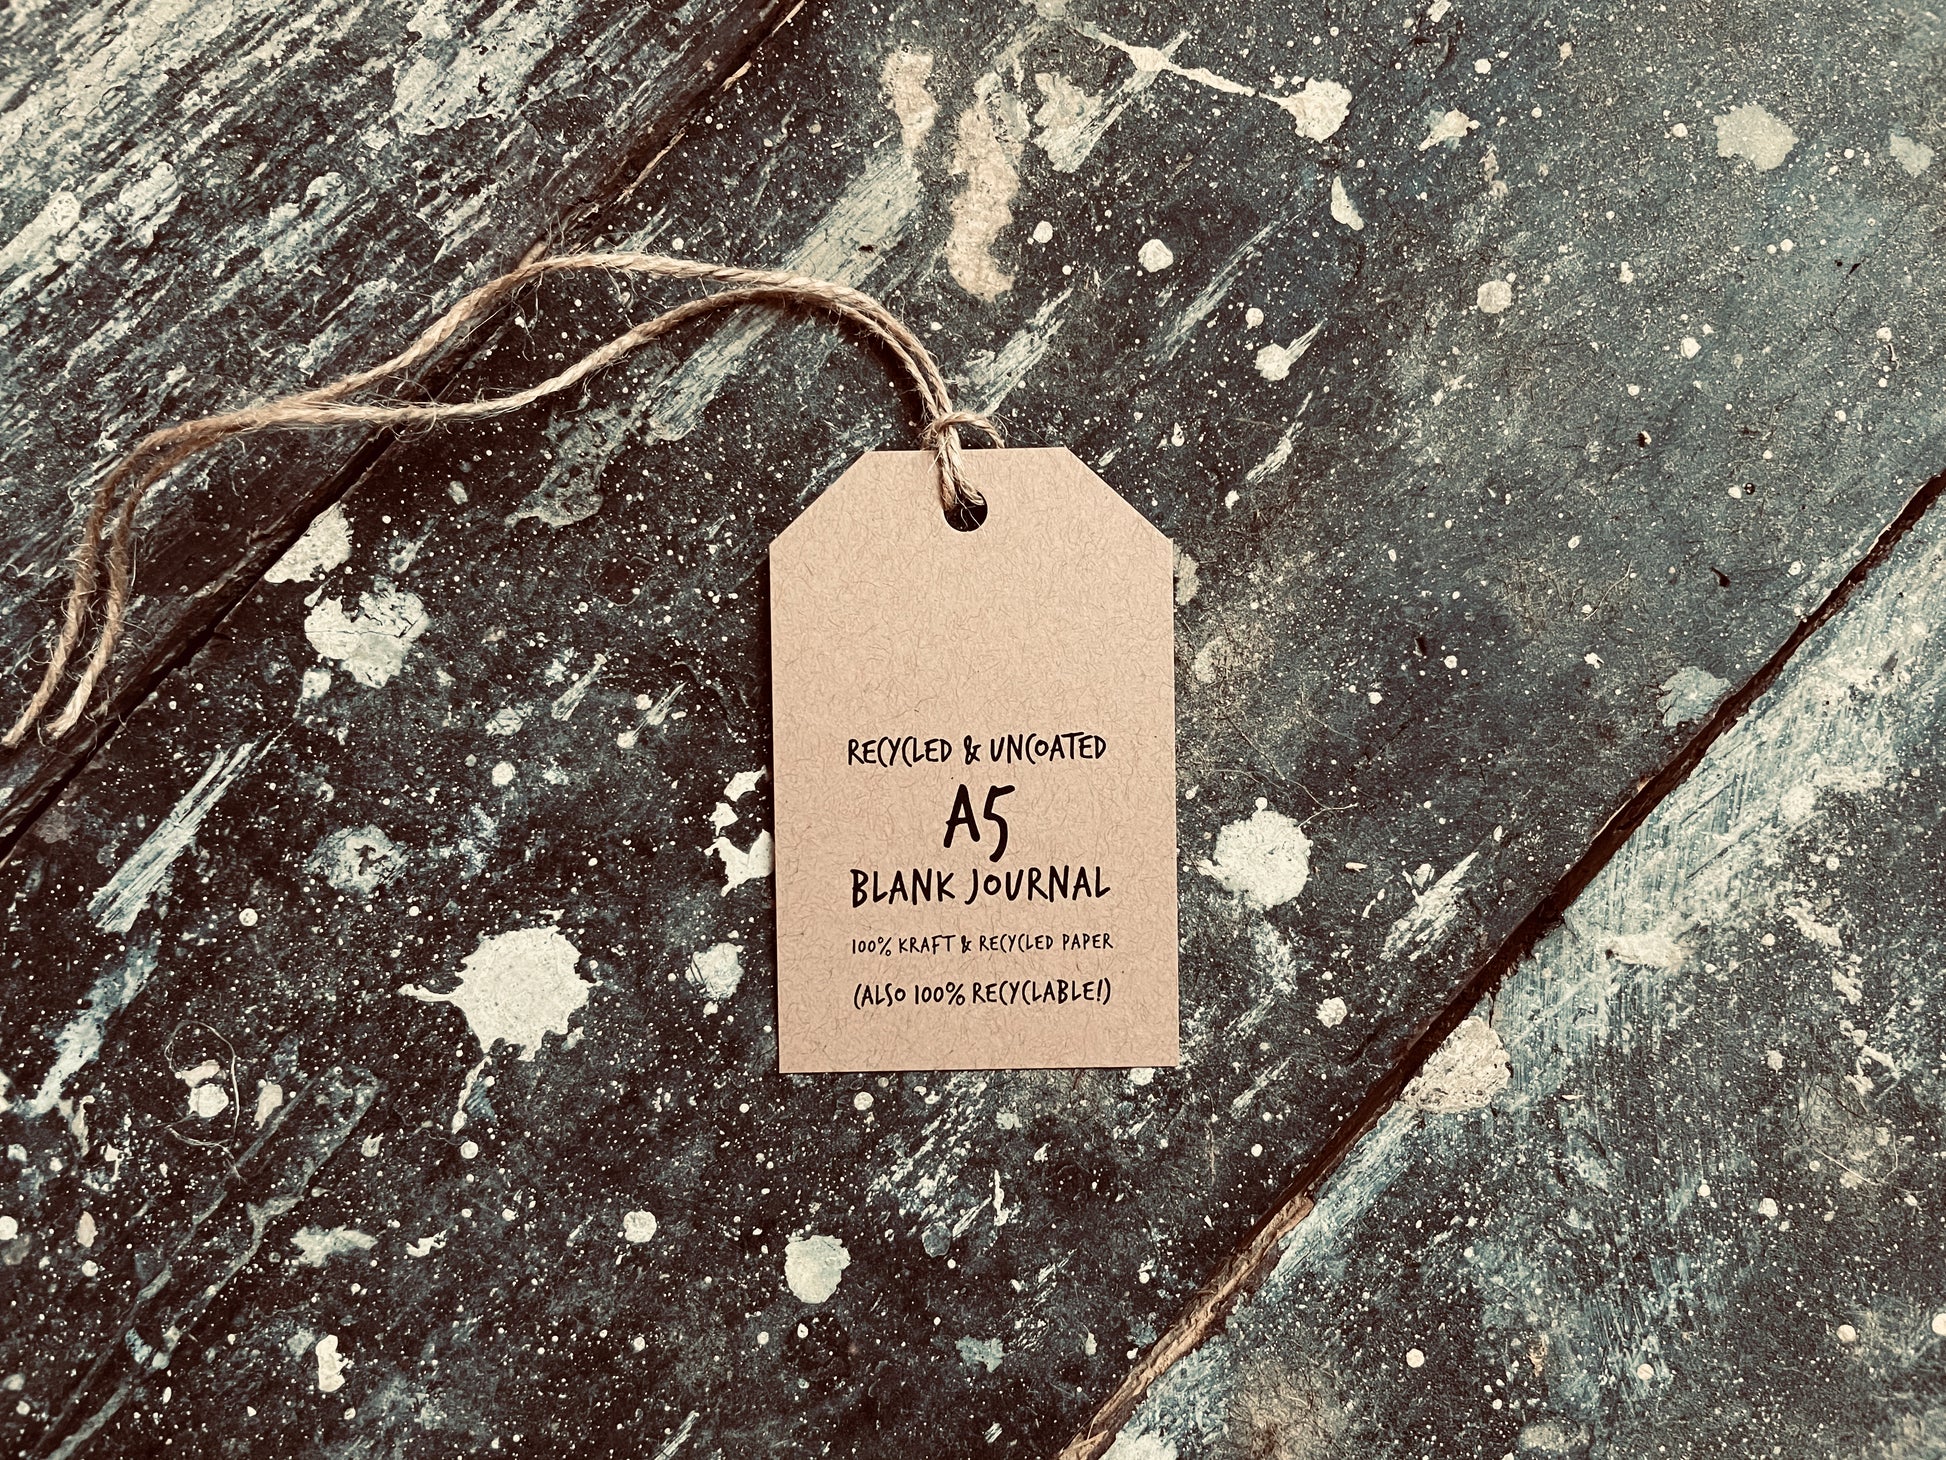 RECYCLED & UNCOATED
A5
BLANK JOURNAL
100% KRAFT & RECYCLED PAPER
(ALSO 100% RECYCLABLE!)